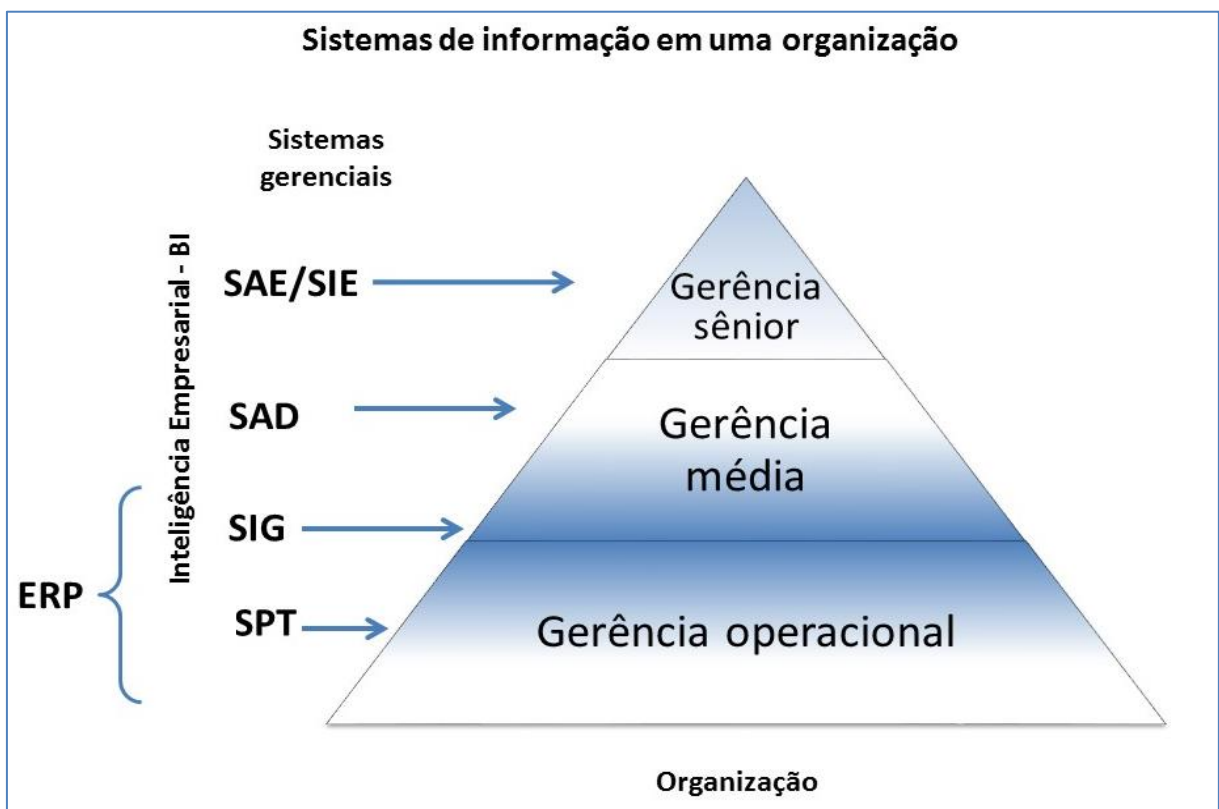 Sistemas de informação em uma organização
Sistemas
gerenciais
Inteligência Empresarial - BI
SAE/SIE
Gerência
sênior
SAD
Gerência
média
SIG
ERP
SPT
Gerência operacional
Organização